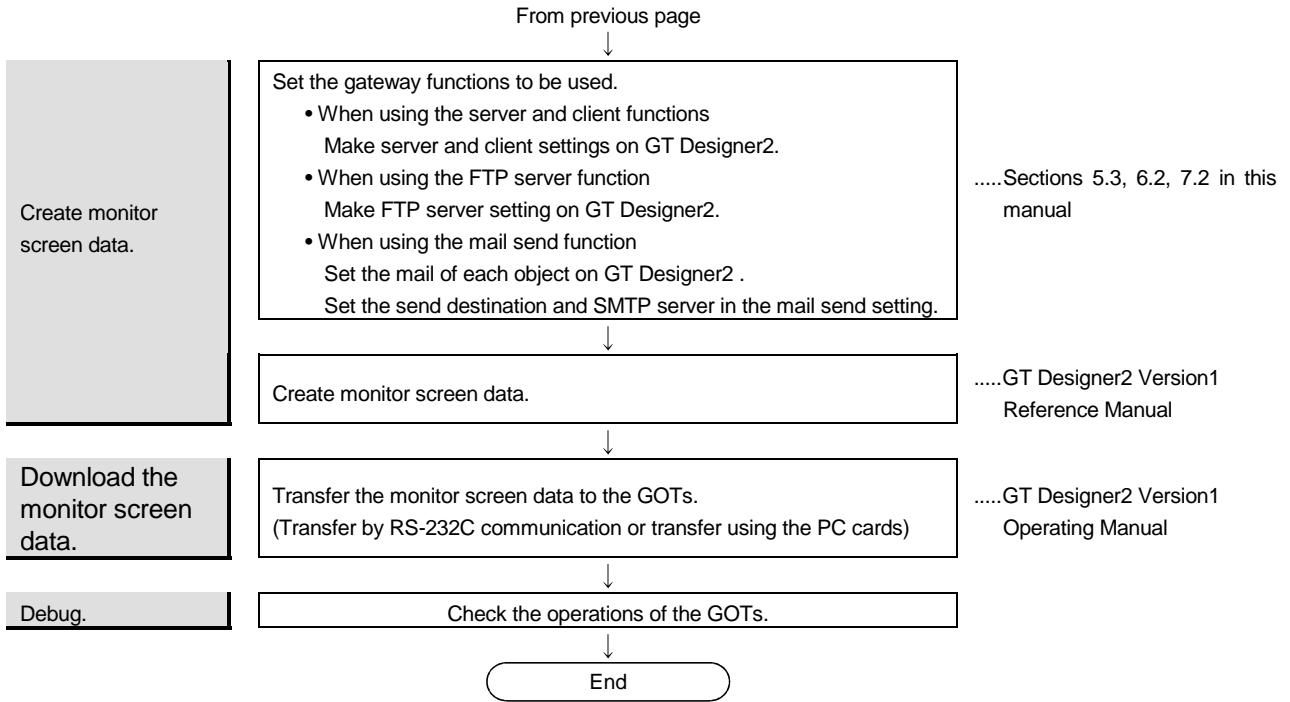 From previous page
Create monitor
screen data.
Set the gateway functions to be used.
• When using the server and client functions
Make server and client settings on GT Designer2.
• When using the FTP server function
Make FTP server setting on GT Designer2.
• When using the mail send function
Set the mail of each object on GT Designer2 .
Set the send destination and SMTP server in the mail send setting.
.....Sections 5.3, 6.2, 7.2 in this
manual
Create monitor screen data.
.....GT Designer2 Version1
Reference Manual
Download the
monitor screen
data.
Transfer the monitor screen data to the GOTs.
(Transfer by RS-232C communication or transfer using the PC cards)
.....GT Designer2 Version1
Operating Manual
Debug.
Check the operations of the GOTs.
End